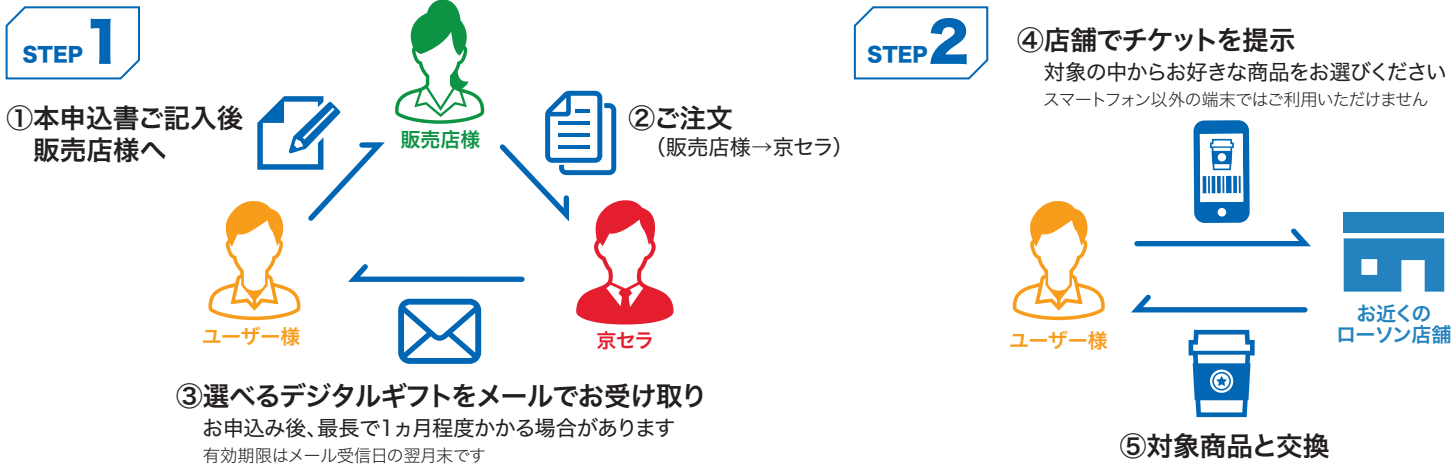 STEP 1
①本申込書ご記入後
販売店様へ
販売店様
②ご注文
（販売店様→京セラ）
ユーザー様
京セラ
③選べるデジタルギフトをメールでお受け取り
お申込み後、最長で1ヵ月程度かかる場合があります
有効期限はメール受信日の翌月末です
STEP 2
④店舗でチケットを提示
対象の中からお好きな商品をお選びください
スマートフォン以外の端末ではご利用いただけません
ユーザー様
お近くの
ローソン店舗
⑤対象商品と交換